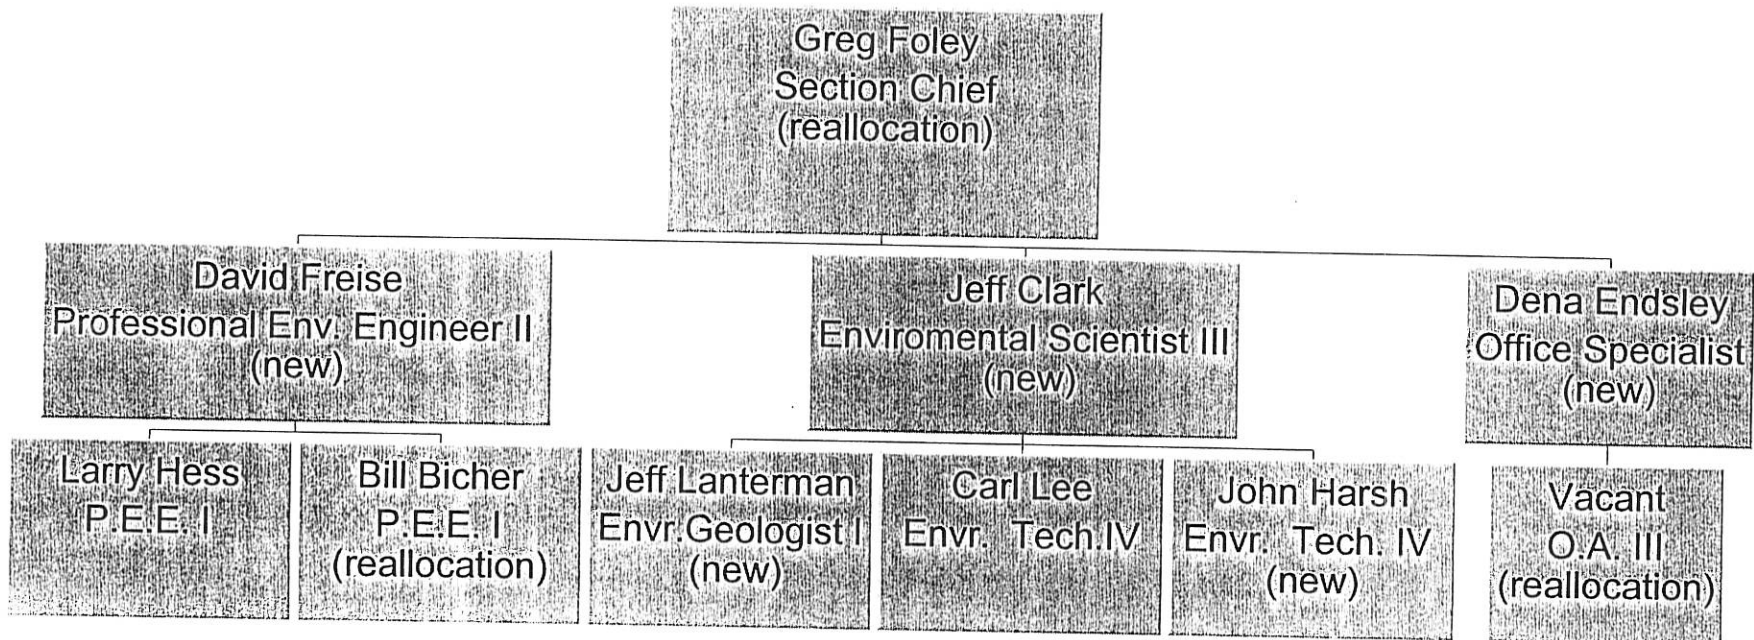 Greg Foley
Section Chief
(reallocation)
David Freise
Professional Env. Engineer II
(new)
Jeff Clark
Enviromental Scientist III
(new)
Dena Endsley
Office Specialist
(new)
Larry Hess
P.E.E. I
Bill Bicher
P.E.E. I
(reallocation)
Jeff Lanterman
Envr.Geologist I
(new)
Carl Lee
Envr. Tech.IV
John Harsh
Envr. Tech. IV
(new)
Vacant
O.A. III
(reallocation)